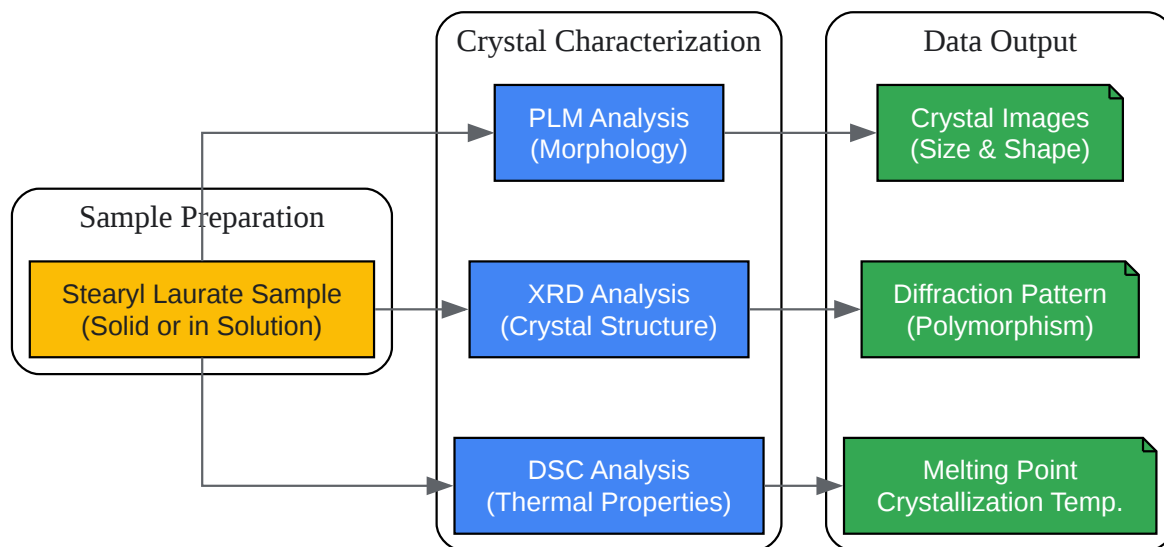 Sample Preparation
Stearyl Laurate Sample
(Solid or in Solution)
Crystal Characterization
PLM Analysis
(Morphology)
XRD Analysis
(Crystal Structure)
DSC Analysis
(Thermal Properties)
Data Output
Crystal Images
(Size & Shape)
Diffraction Pattern
(Polymorphism)
Melting Point
Crystallization Temp.